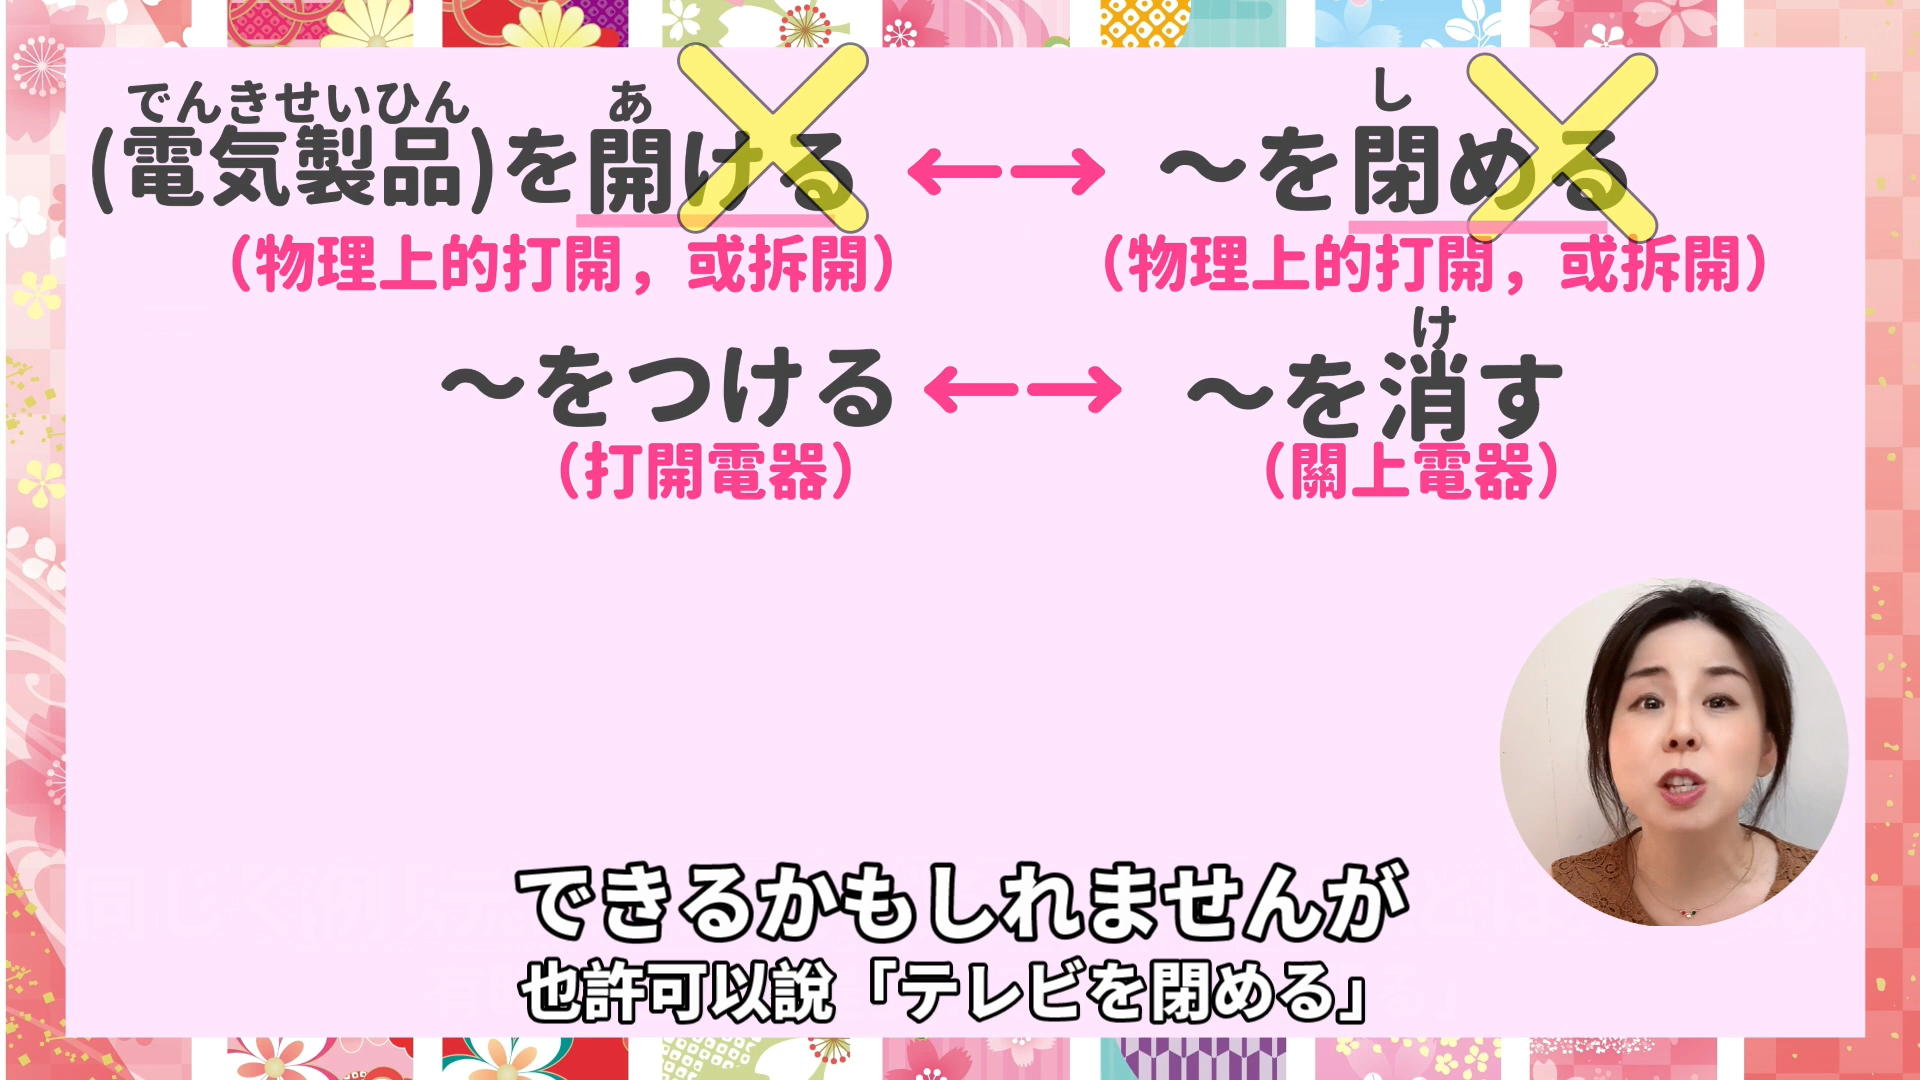 でんきせいひん あ
(電気製品)を開ける ←→ ～を閉める
し
(物理上的打開，或拆開) (物理上的打開，或拆開)
け
～をつける ←→ ～を消す
(打開電器) (關上電器)
できるかもしれませんが
也許可以說「テレビを閉める」